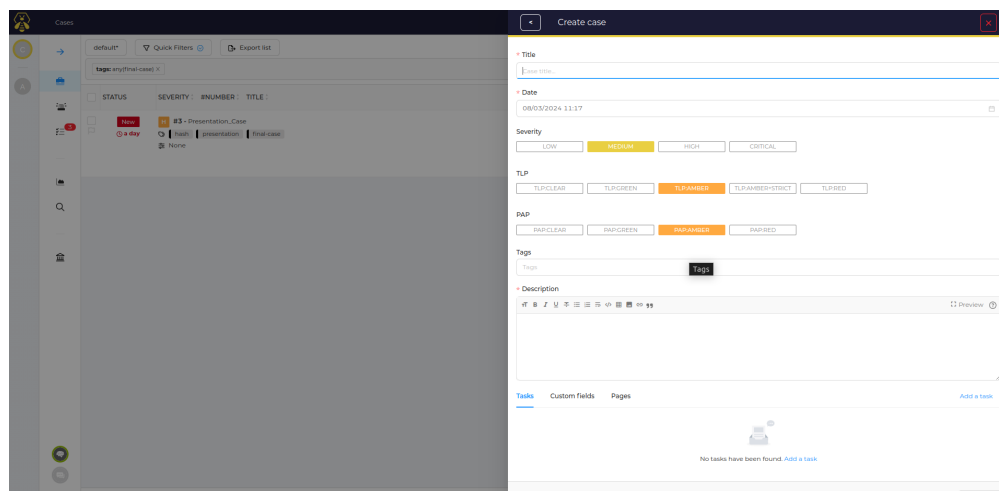 Cases
< Create case ×
C
A
default*
Quick Filters
Export list
tags: any(final-case) ×
STATUS SEVERITY #NUMBER TITLE
New M #3 - Presentation_Case
a day hash presentation final-case
None
3
* Title
Case title...
* Date
08/03/2024 11:17
Severity
LOW MEDIUM HIGH CRITICAL
TLP
TLP:CLEAR TLP:GREEN TLP:AMBER TLP:AMBER+STRICT TLP:RED
PAP
PAP:CLEAR PAP:GREEN PAP:AMBER PAP:RED
Tags
Tags
Tags
* Description
Preview
Tasks Custom fields Pages Add a task
No tasks have been found. Add a task